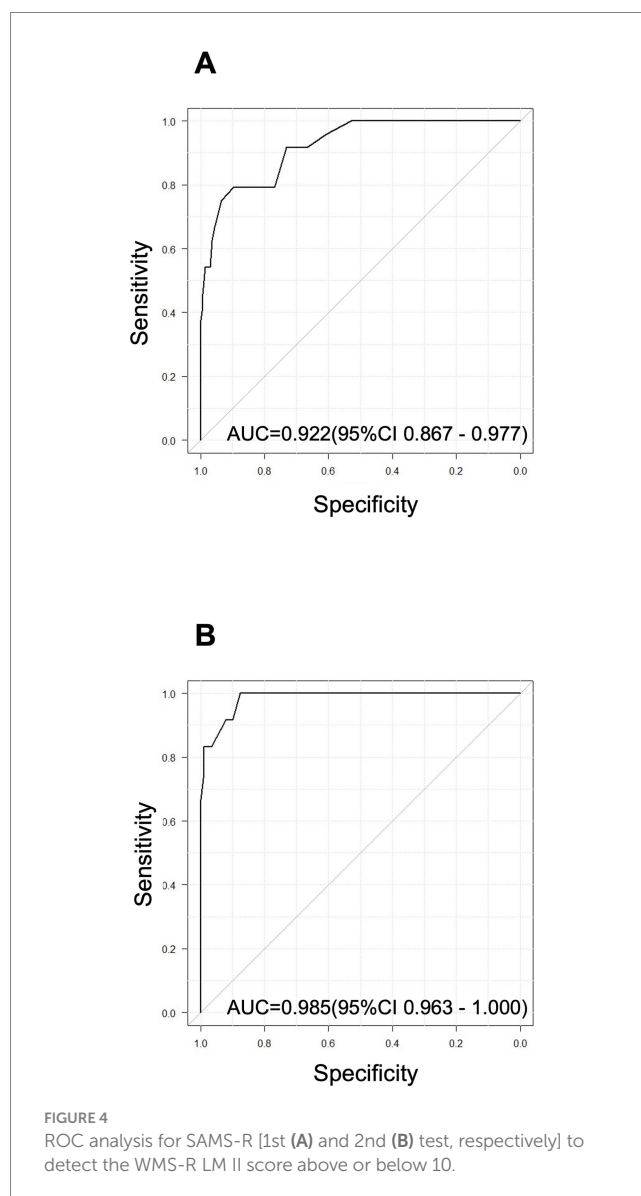 A
Sensitivity
1.0
0.8
0.6
0.4
0.2
0.0
AUC=0.922(95%CI 0.867 - 0.977)
1.0 0.8 0.6 0.4 0.2 0.0
Specificity
B
Sensitivity
1.0
0.8
0.6
0.4
0.2
0.0
AUC=0.985(95%CI 0.963 - 1.000)
1.0 0.8 0.6 0.4 0.2 0.0
Specificity
FIGURE 4
ROC analysis for SAMS-R [1st (A) and 2nd (B) test, respectively] to
detect the WMS-R LM II score above or below 10.